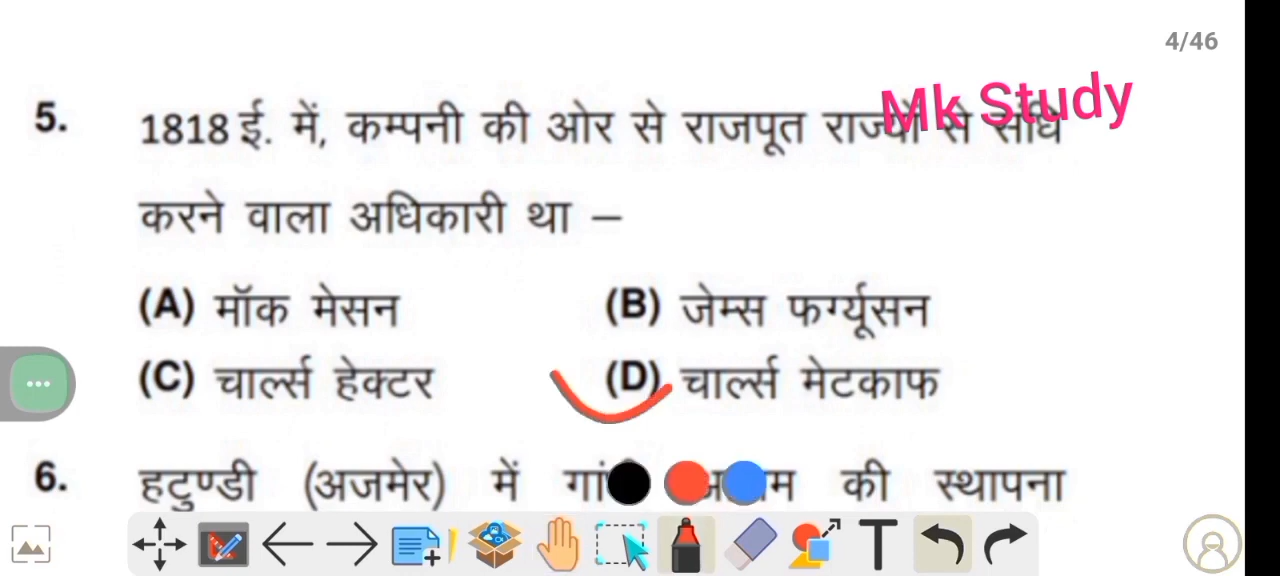 4/46
Mk Study
5. 1818 ई. में, कम्पनी की ओर से राजपूत राज्यों से संधि
करने वाला अधिकारी था –
(A) मॉक मेसन (B) जेम्स फर्ग्यूसन
(C) चार्ल्स हेक्टर (D) चार्ल्स मेटकाफ
6. हटुण्डी (अजमेर) में की स्थापना